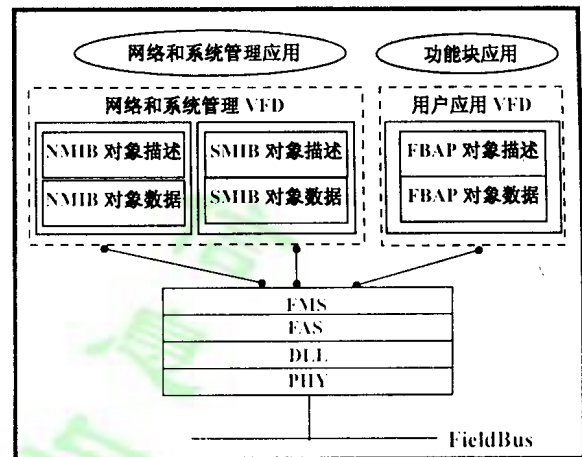 网络和系统管理应用
功能块应用
网络和系统管理 VFD
用户应用 VFD
NMIB 对象描述
NMIB 对象数据
SMIB 对象描述
SMIB 对象数据
FBAP 对象描述
FBAP 对象数据
FMS
FAS
DLL
PHY
FieldBus